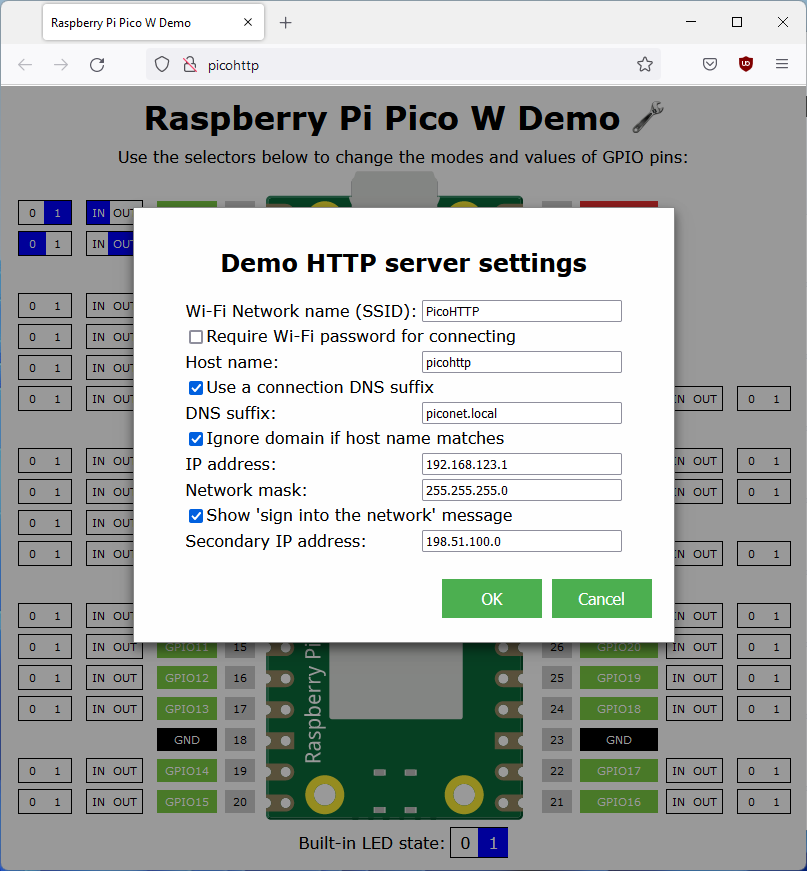 Raspberry Pi Pico W Demo
picohttp
Raspberry Pi Pico W Demo
Use the selectors below to change the modes and values of GPIO pins:
0 1 IN OUT
0 1 IN OUT
Demo HTTP server settings
Wi-Fi Network name (SSID): PicoHTTP
Require Wi-Fi password for connecting
Host name: picohttp
Use a connection DNS suffix
DNS suffix: piconet.local
Ignore domain if host name matches
IP address: 192.168.123.1
Network mask: 255.255.255.0
Show 'sign into the network' message
Secondary IP address: 198.51.100.0
OK Cancel
0 1 IN OUT
0 1 IN OUT
0 1 IN OUT
0 1 IN OUT IN OUT 0 1
0 1 IN OUT IN OUT 0 1
0 1 IN OUT IN OUT 0 1
0 1 IN OUT
0 1 IN OUT IN OUT 0 1
0 1 IN OUT IN OUT 0 1
0 1 IN OUT GPIO11 15 26 GPIO20 IN OUT 0 1
0 1 IN OUT GPIO12 16 25 GPIO19 IN OUT 0 1
0 1 IN OUT GPIO13 17 Raspberry Pi 24 GPIO18 IN OUT 0 1
GND 18 23 GND
0 1 IN OUT GPIO14 19 22 GPIO17 IN OUT 0 1
0 1 IN OUT GPIO15 20 21 GPIO16 IN OUT 0 1
Built-in LED state: 0 1